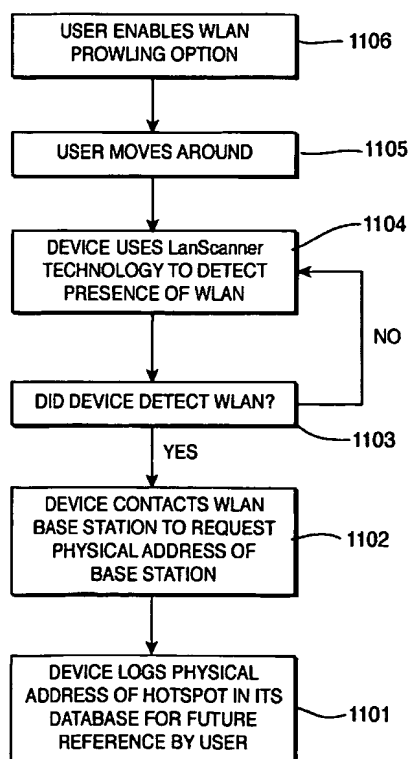 USER ENABLES WLAN
PROWLING OPTION
1106
USER MOVES AROUND
1105
1104
DEVICE USES LanScanner
TECHNOLOGY TO DETECT
PRESENCE OF WLAN
NO
DID DEVICE DETECT WLAN?
1103
YES
DEVICE CONTACTS WLAN
BASE STATION TO REQUEST
PHYSICAL ADDRESS OF
BASE STATION
1102
DEVICE LOGS PHYSICAL
ADDRESS OF HOTSPOT IN ITS
DATABASE FOR FUTURE
REFERENCE BY USER
1101